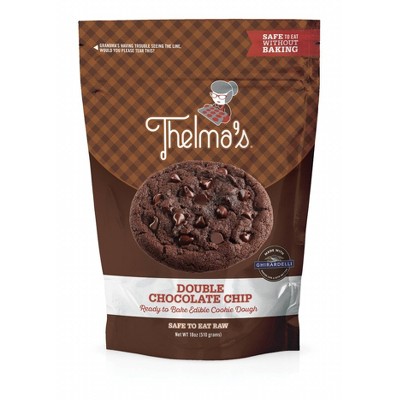 GRANDMA'S HAVING TROUBLE SEEING THE LINE.
WOULD YOU PLEASE TEAR THIS?
SAFE TO EAT
WITHOUT
BAKING
Thelma's
MADE WITH
GHIRARDELLI
DOUBLE
CHOCOLATE CHIP
Ready to Bake Edible Cookie Dough
SAFE TO EAT RAW
Net WT 18oz (510 grams)